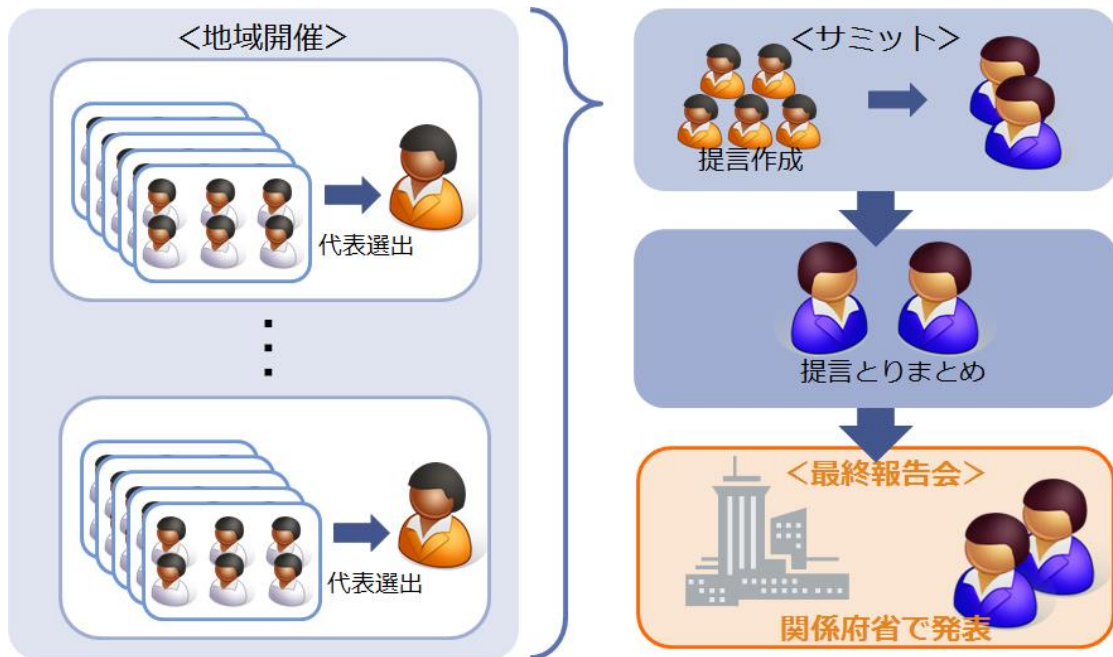 <地域開催>
代表選出
代表選出
<サミット>
提言作成
提言とりまとめ
<最終報告会>
関係府省で発表